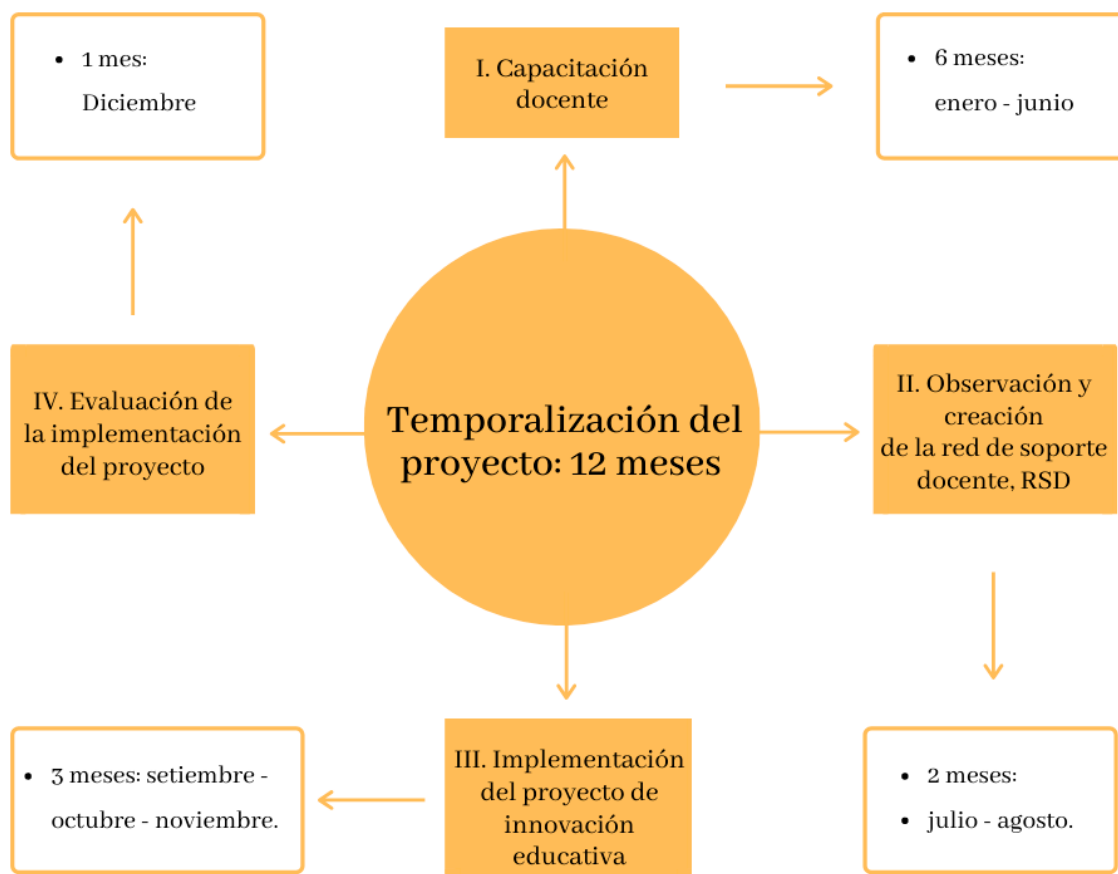 • 1 mes:
Diciembre
I. Capacitación
docente
• 6 meses:
enero - junio
IV. Evaluación de
la implementación
del proyecto
Temporalización del
proyecto: 12 meses
II. Observación y
creación
de la red de soporte
docente, RSD
• 3 meses: setiembre -
octubre - noviembre.
III. Implementación
del proyecto de
innovación
educativa
• 2 meses:
• julio - agosto.